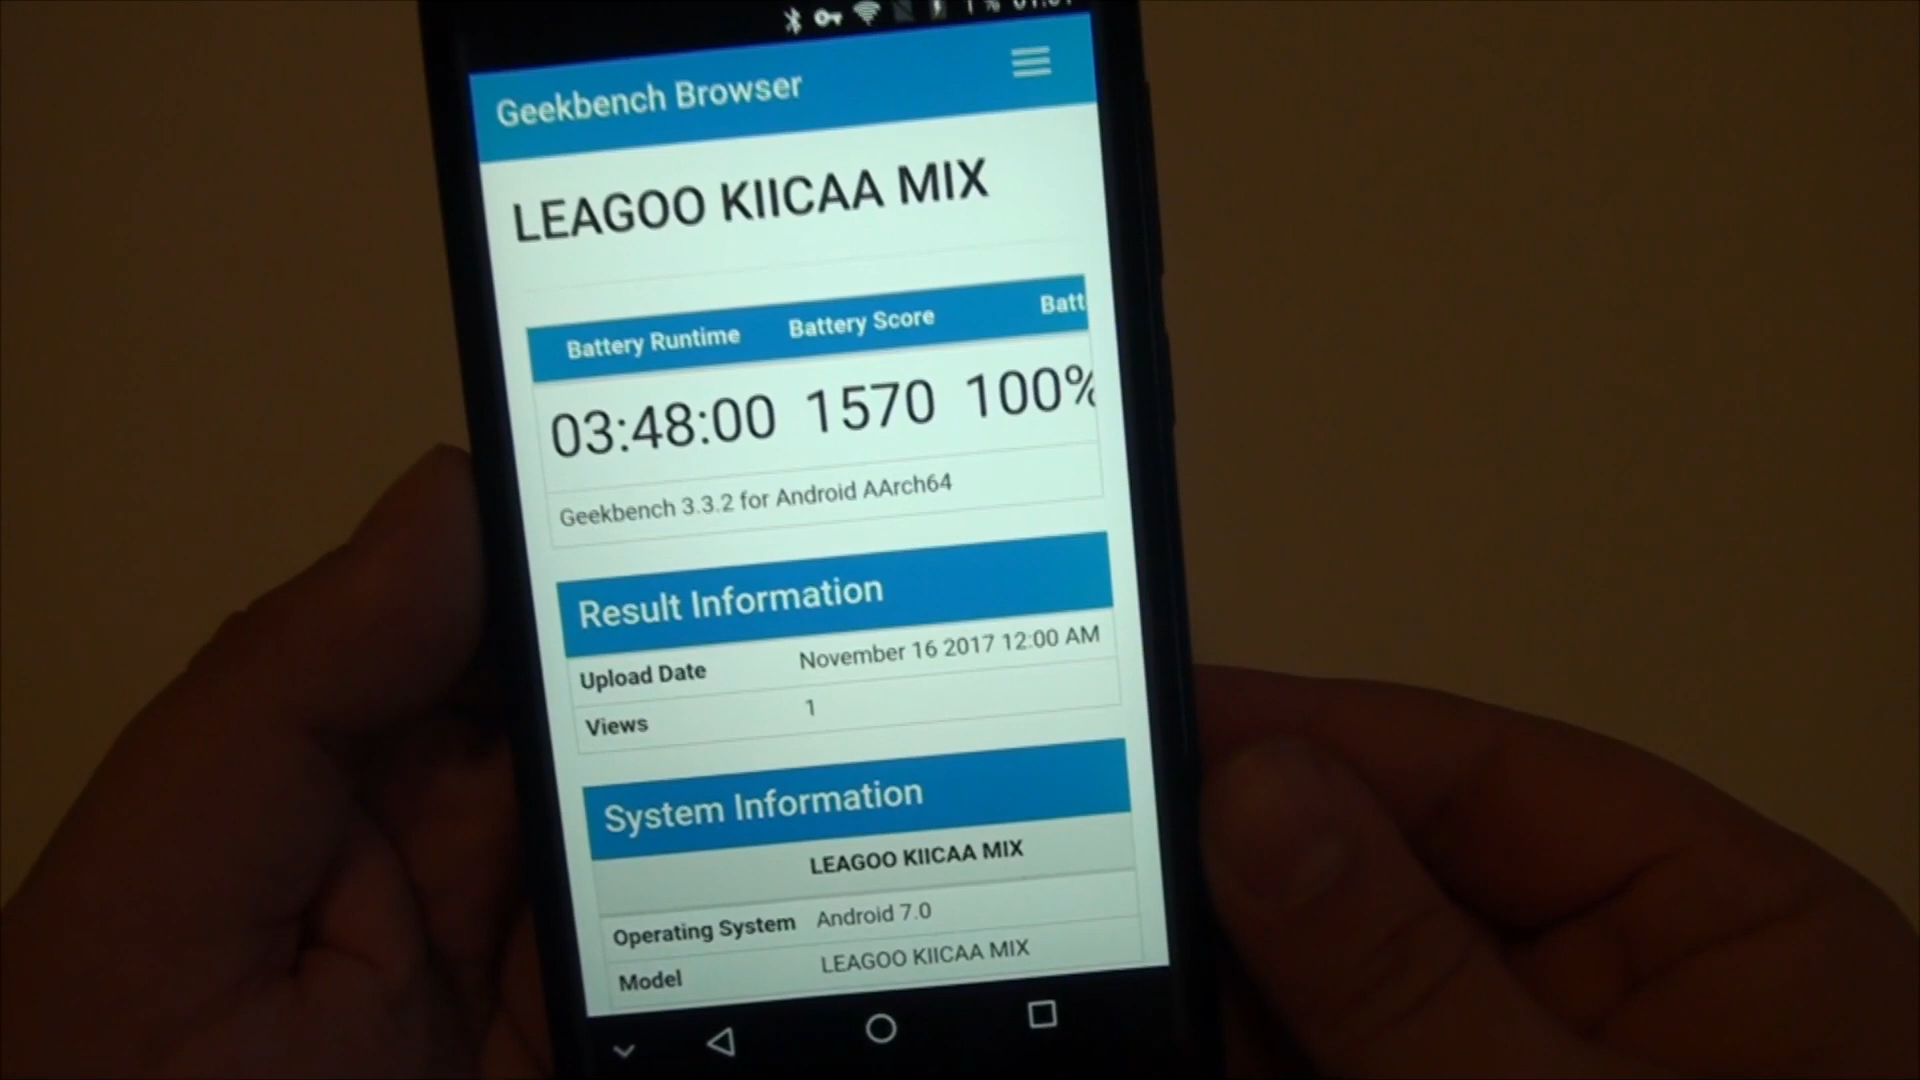 Geekbench Browser
LEAGOO KIICAA MIX
Battery Runtime Battery Score Batt
03:48:00 1570 100%
Geekbench 3.3.2 for Android AArch64
Result Information
Upload Date November 16 2017 12:00 AM
Views 1
System Information
LEAGOO KIICAA MIX
Operating System Android 7.0
Model LEAGOO KIICAA MIX